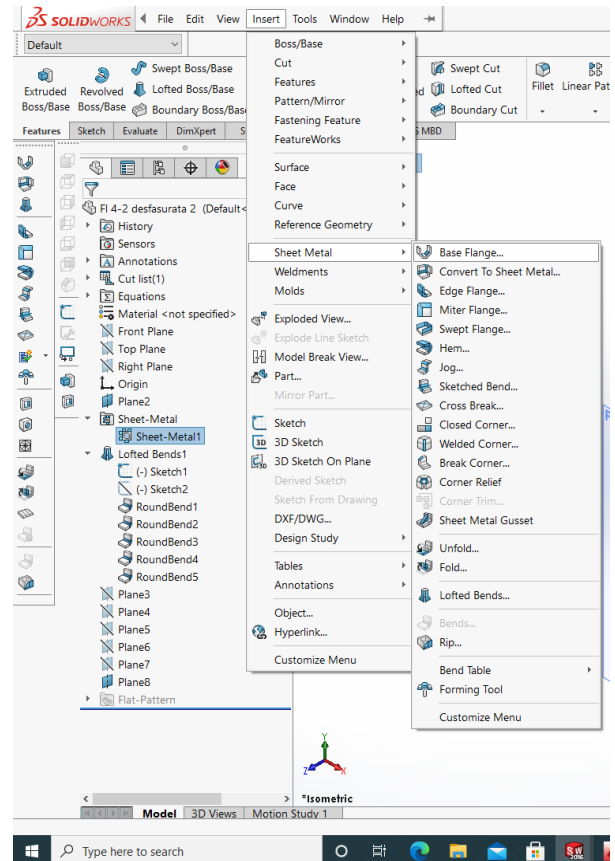 SOLIDWORKS File Edit View Insert Tools Window Help
Default
Extruded Boss/Base
Revolved Boss/Base
Swept Boss/Base
Lofted Boss/Base
Boundary Boss/Base
Swept Cut
Lofted Cut
Boundary Cut
Fillet
Linear Pat
Features Sketch Evaluate DimXpert S MBD
FI 4-2 desfasurata 2 (Default<
History
Sensors
Annotations
Cut list(1)
Equations
Material <not specified>
Front Plane
Top Plane
Right Plane
Origin
Plane2
Sheet-Metal
Sheet-Metal1
Lofted Bends1
(-) Sketch1
(-) Sketch2
RoundBend1
RoundBend2
RoundBend3
RoundBend4
RoundBend5
Plane3
Plane4
Plane5
Plane6
Plane7
Plane8
Flat-Pattern
Boss/Base
Cut
Features
Pattern/Mirror
Fastening Feature
FeatureWorks
Surface
Face
Curve
Reference Geometry
Sheet Metal
Weldments
Molds
Exploded View...
Explode Line Sketch
Model Break View...
Part...
Mirror Part...
Sketch
3D Sketch
3D Sketch On Plane
Derived Sketch
Sketch From Drawing
DXF/DWG...
Design Study
Tables
Annotations
Object...
Hyperlink...
Customize Menu
Base Flange...
Convert To Sheet Metal...
Edge Flange...
Miter Flange...
Swept Flange...
Hem...
Jog...
Sketched Bend...
Cross Break...
Closed Corner...
Welded Corner...
Break Corner...
Corner Relief
Corner Trim...
Sheet Metal Gusset
Unfold...
Fold...
Lofted Bends...
Bends...
Rip...
Bend Table
Forming Tool
Customize Menu
Y
Z
X
*Isometric
Model 3D Views Motion Study 1
Type here to search
SW
2016